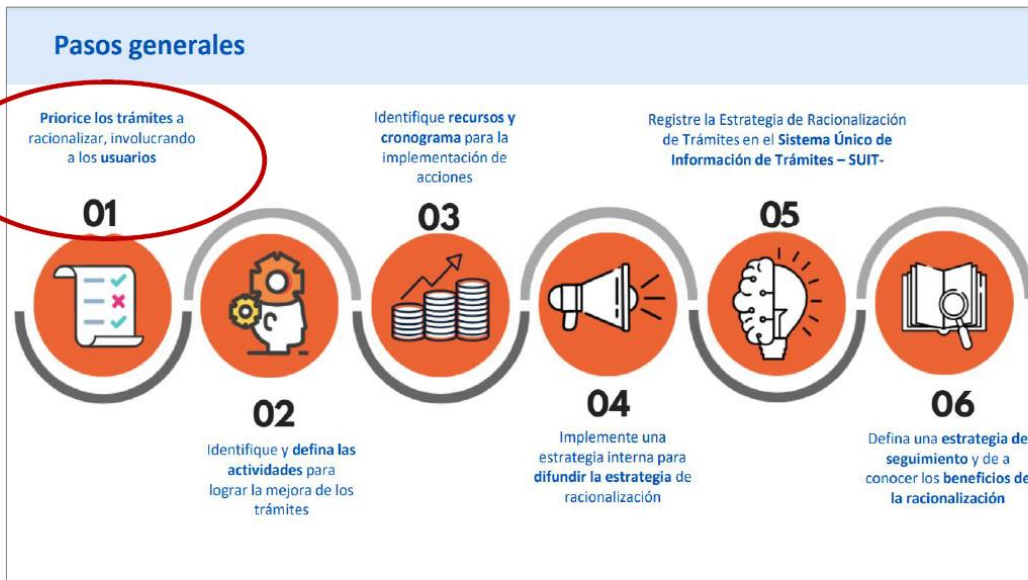 Pasos generales
Priorice los trámites a
racionalizar, involucrando
a los usuarios
01
02
Identifique y defina las
actividades para
lograr la mejora de los
trámites
Identifique recursos y
cronograma para la
implementación de
acciones
03
04
Implemente una
estrategia interna para
difundir la estrategia de
racionalización
Registre la Estrategia de Racionalización
de Trámites en el Sistema Único de
Información de Trámites – SUIT-
05
06
Defina una estrategia de
seguimiento y de a
conocer los beneficios de
la racionalización